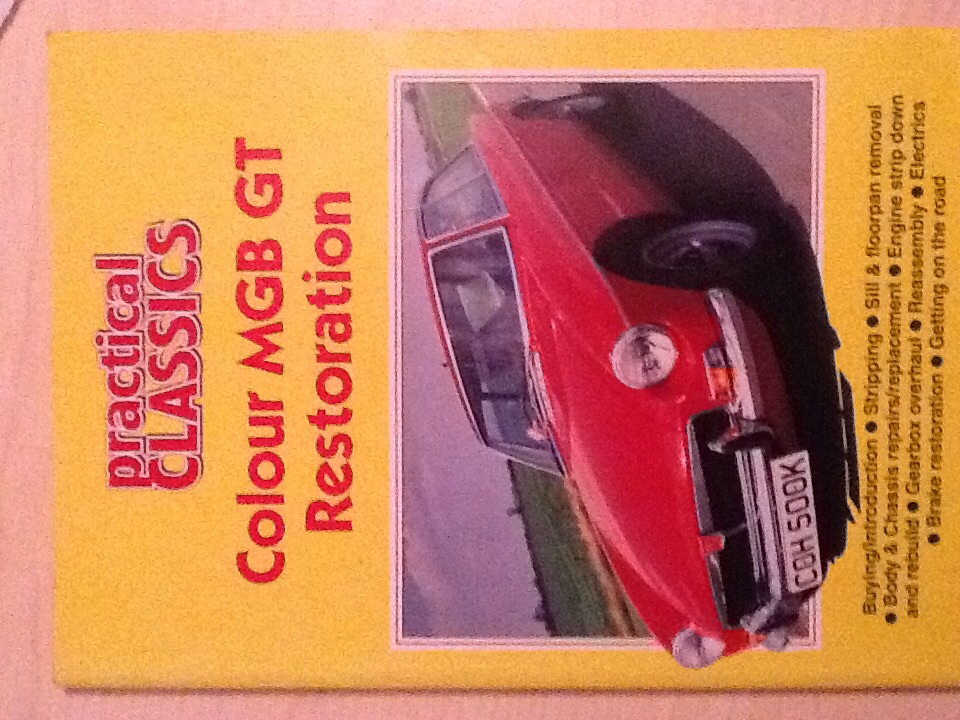 practical
CLASSICS
Colour MGB GT
Restoration
COH 500K
Buying/introduction ● Stripping ● Sill & floorpan removal
● Body & Chassis repairs/replacement ● Engine strip down
and rebuild ● Gearbox overhaul ● Reassembly ● Electrics
● Brake restoration ● Getting on the road